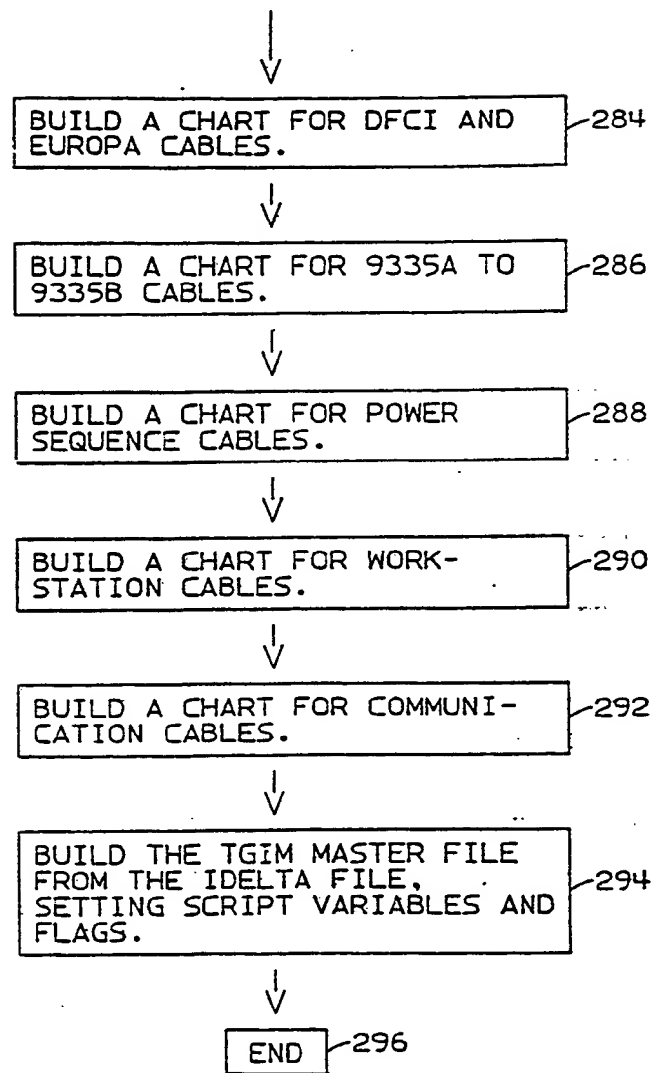 BUILD A CHART FOR DFCI AND
EUROPA CABLES.
284
BUILD A CHART FOR 9335A TO
9335B CABLES.
286
BUILD A CHART FOR POWER
SEQUENCE CABLES.
288
BUILD A CHART FOR WORK-
STATION CABLES.
290
BUILD A CHART FOR COMMUNI-
CATION CABLES.
292
BUILD THE TGIM MASTER FILE
FROM THE IDELTA FILE,
SETTING SCRIPT VARIABLES AND
FLAGS.
294
END
296